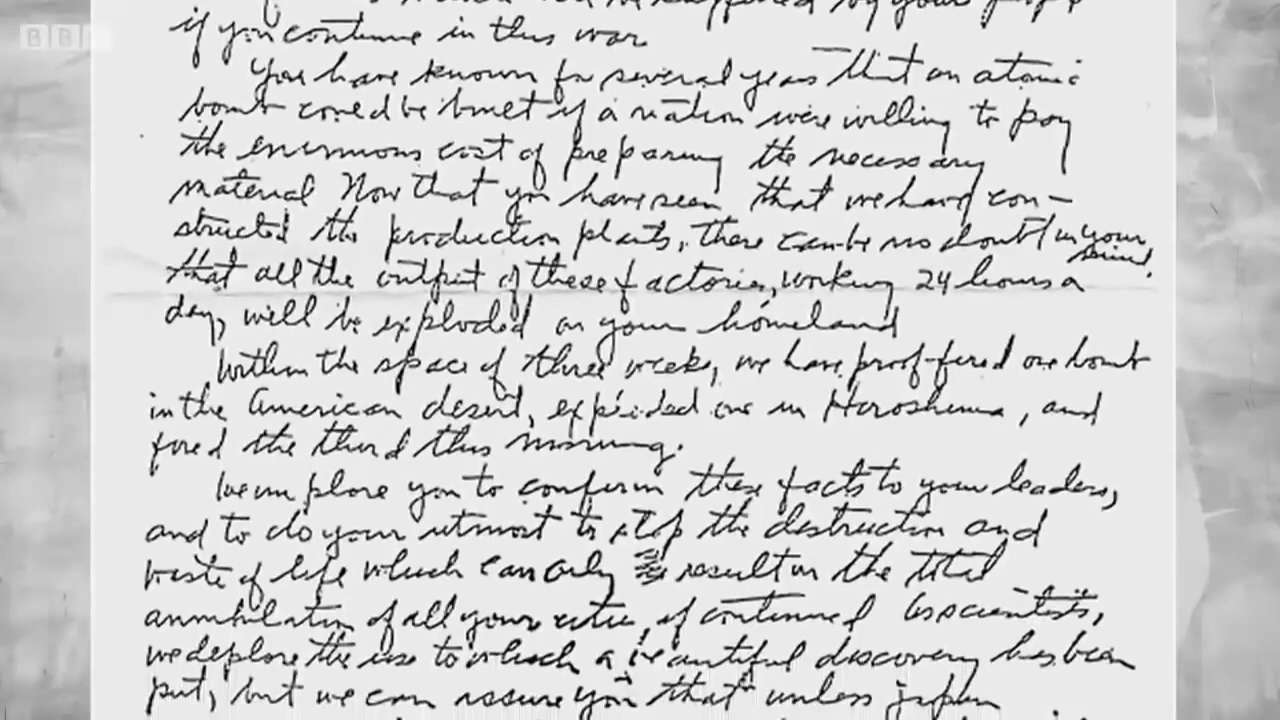 BBC
suffered by your people
if you continue in this war
You have known for several years that an atomic
bomb could be built if a nation were willing to pay
the enormous cost of preparing the necessary
material Now that you have seen that we have con-
structed the production plants, there can be no doubt in your mind,
that all the output of these factories, working 24 hours a
day, will be exploded on your homeland
Within the space of three weeks, we have proof-fired one bomb
in the American desert, exploded one in Hiroshima, and
fired the third this morning.
We implore you to confirm these facts to your leaders,
and to do your utmost to stop the destruction and
waste of life which can only result in the total
annihilation of all your cities, if continued As scientists,
we deplore the use to which a beautiful discovery has been
put, but we can assure you that unless Japan